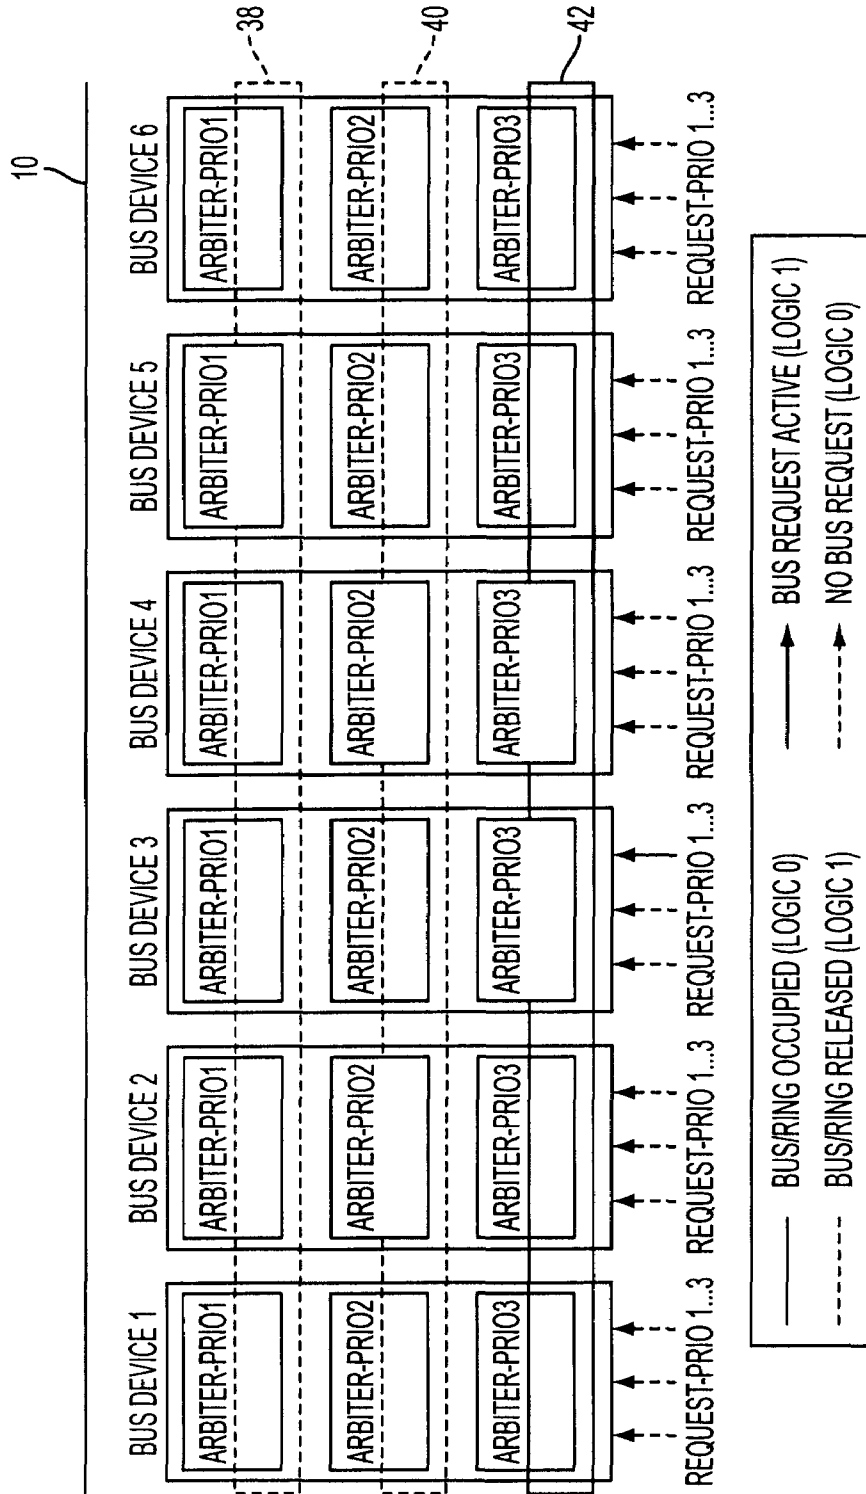 10
BUS DEVICE 1
BUS DEVICE 2
BUS DEVICE 3
BUS DEVICE 4
BUS DEVICE 5
BUS DEVICE 6
ARBITER-PRIO1
ARBITER-PRIO1
ARBITER-PRIO1
ARBITER-PRIO1
ARBITER-PRIO1
ARBITER-PRIO1
38
ARBITER-PRIO2
ARBITER-PRIO2
ARBITER-PRIO2
ARBITER-PRIO2
ARBITER-PRIO2
ARBITER-PRIO2
40
ARBITER-PRIO3
ARBITER-PRIO3
ARBITER-PRIO3
ARBITER-PRIO3
ARBITER-PRIO3
ARBITER-PRIO3
42
REQUEST-PRIO 1...3
REQUEST-PRIO 1...3
REQUEST-PRIO 1...3
REQUEST-PRIO 1...3
REQUEST-PRIO 1...3
REQUEST-PRIO 1...3
BUS/RING OCCUPIED (LOGIC 0)
BUS REQUEST ACTIVE (LOGIC 1)
BUS/RING RELEASED (LOGIC 1)
NO BUS REQUEST (LOGIC 0)